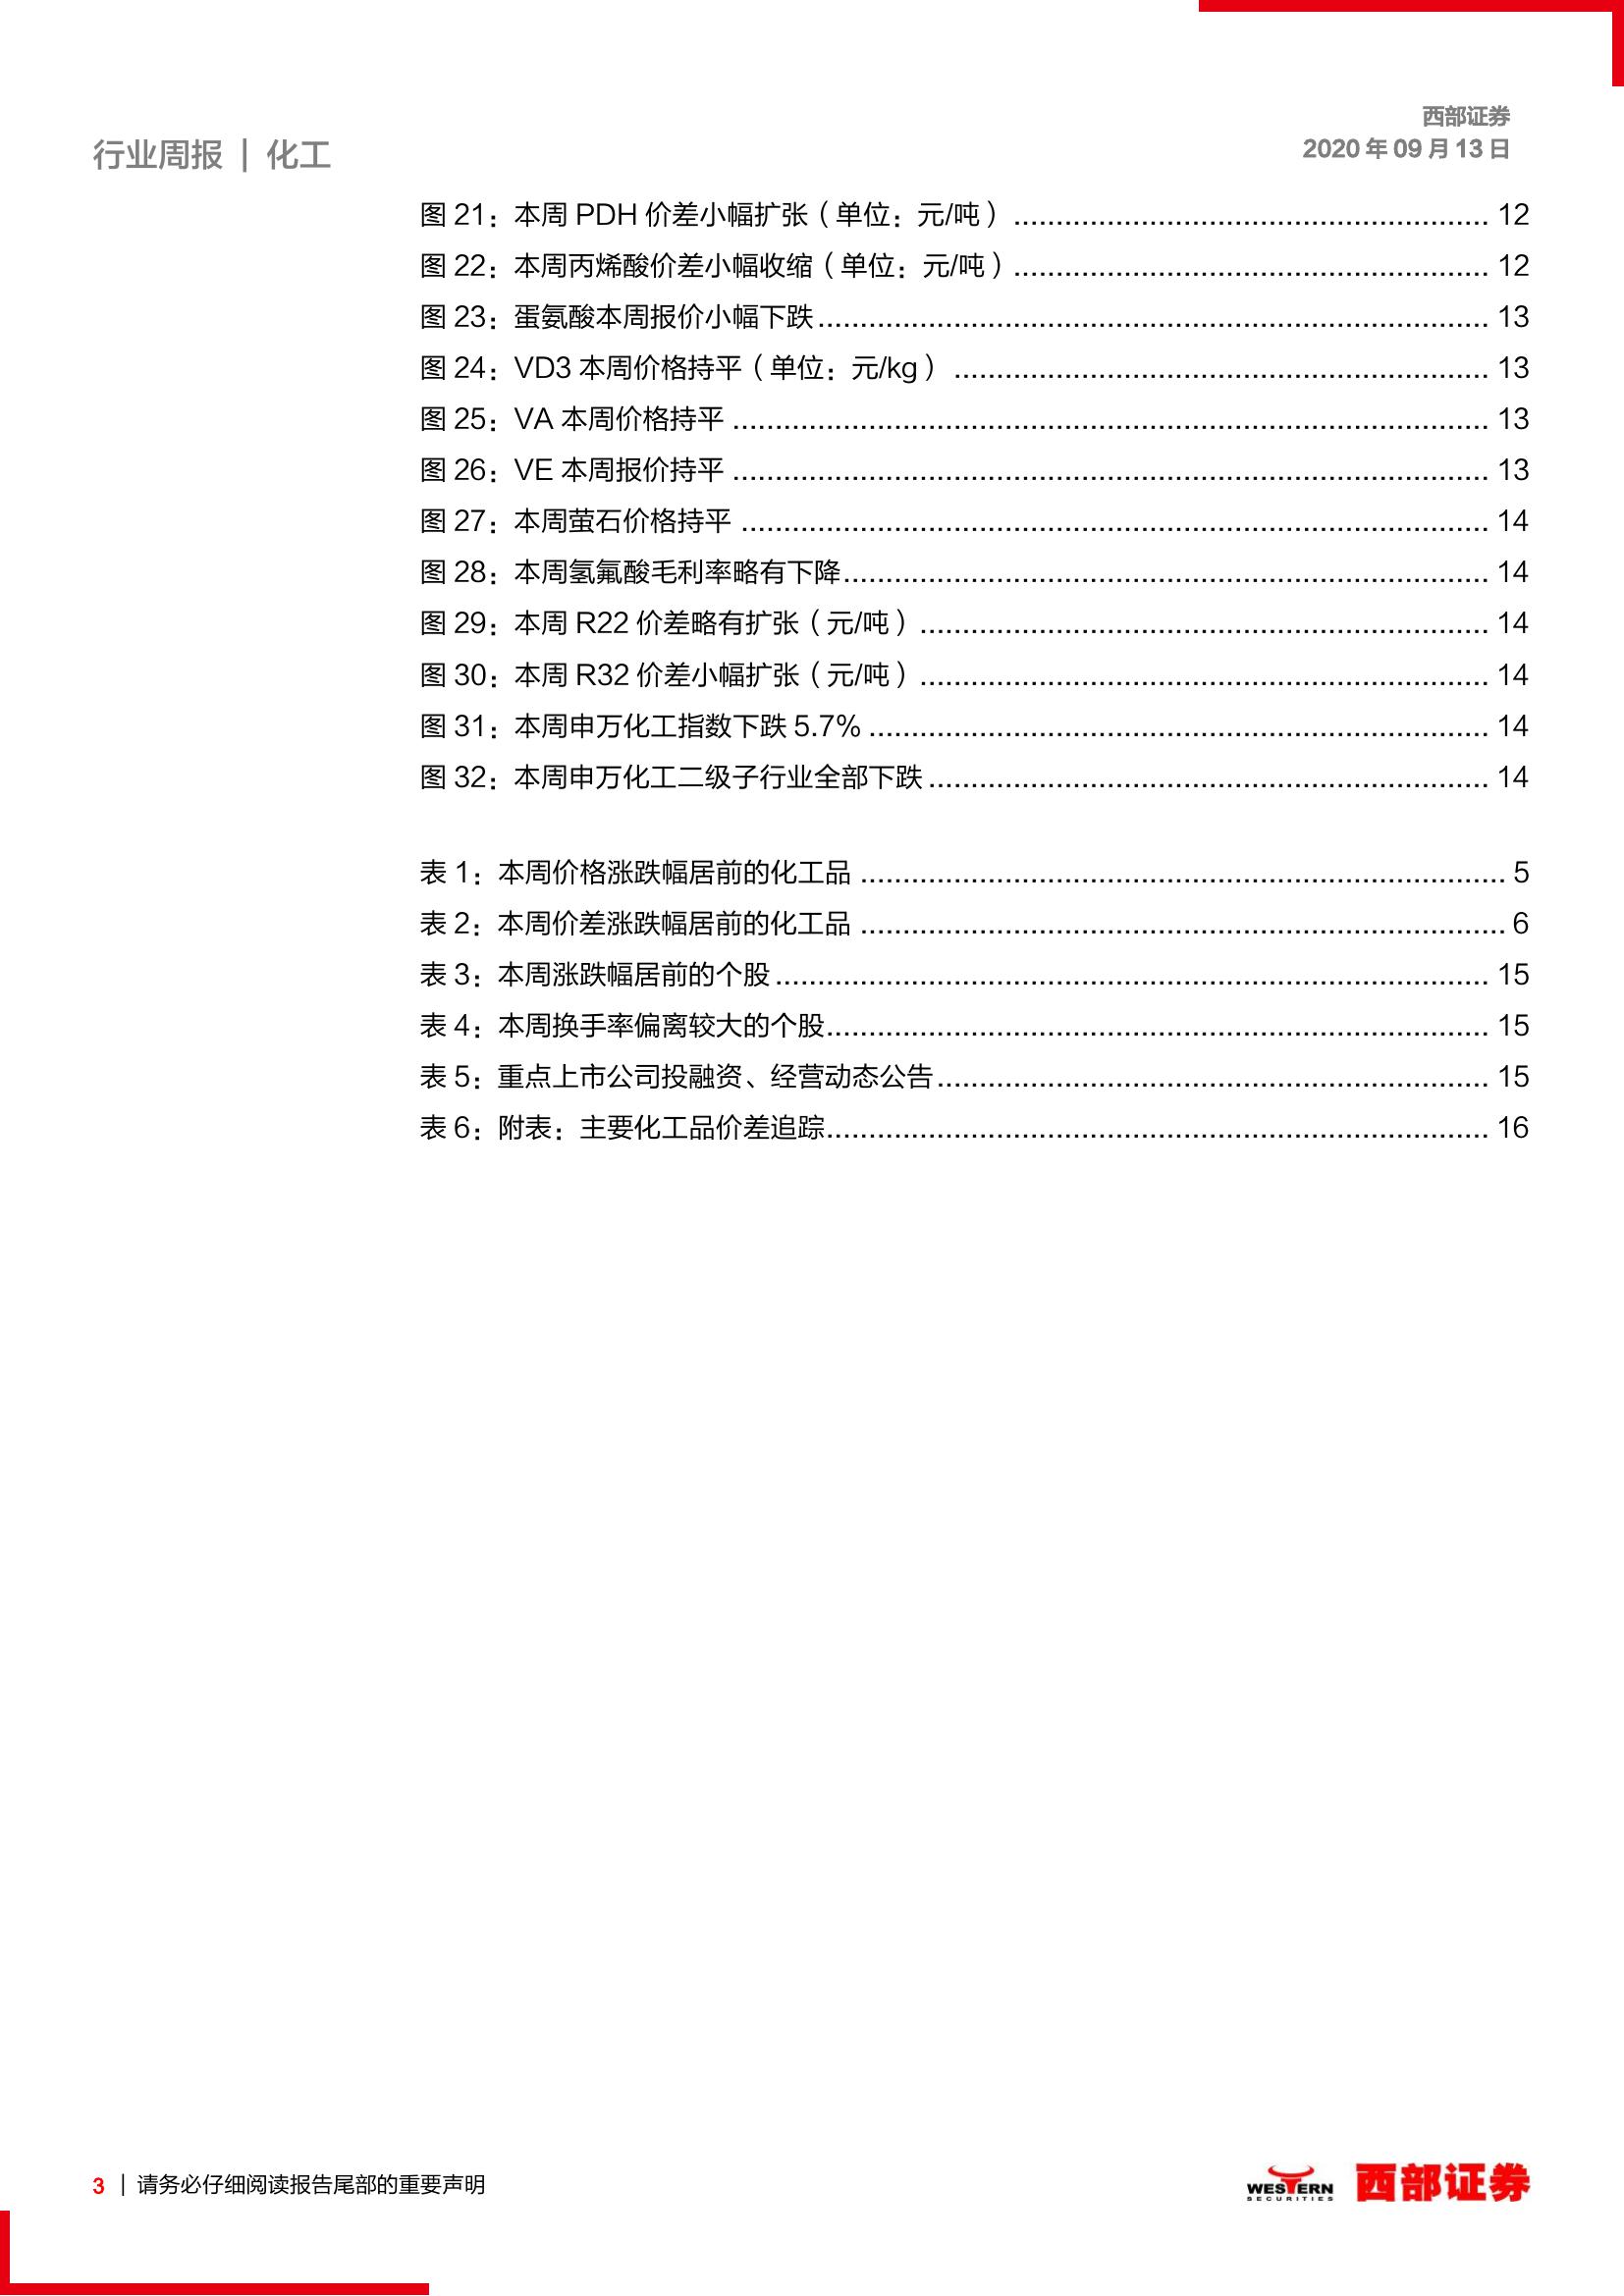 西部证券
行业周报 | 化工
2020 年 09 月 13 日
图 21：本周 PDH 价差小幅扩张（单位：元/吨） ........................................................ 12
图 22：本周丙烯酸价差小幅收缩（单位：元/吨） ........................................................ 12
图 23：蛋氨酸本周报价小幅下跌 ............................................................................... 13
图 24：VD3 本周价格持平（单位：元/kg） ............................................................... 13
图 25：VA 本周价格持平 ......................................................................................... 13
图 26：VE 本周报价持平 ......................................................................................... 13
图 27：本周萤石价格持平 ........................................................................................ 14
图 28：本周氢氟酸毛利率略有下降 ............................................................................ 14
图 29：本周 R22 价差略有扩张（元/吨） ................................................................... 14
图 30：本周 R32 价差小幅扩张（元/吨） ................................................................... 14
图 31：本周申万化工指数下跌 5.7% ......................................................................... 14
图 32：本周申万化工二级子行业全部下跌 .................................................................. 14
表 1：本周价格涨跌幅居前的化工品 ............................................................................ 5
表 2：本周价差涨跌幅居前的化工品 ............................................................................ 6
表 3：本周涨跌幅居前的个股 .................................................................................... 15
表 4：本周换手率偏离较大的个股 .............................................................................. 15
表 5：重点上市公司投融资、经营动态公告 ................................................................. 15
表 6：附表：主要化工品价差追踪 .............................................................................. 16
3 | 请务必仔细阅读报告尾部的重要声明
WESTERN
SECURITIES
西部证券